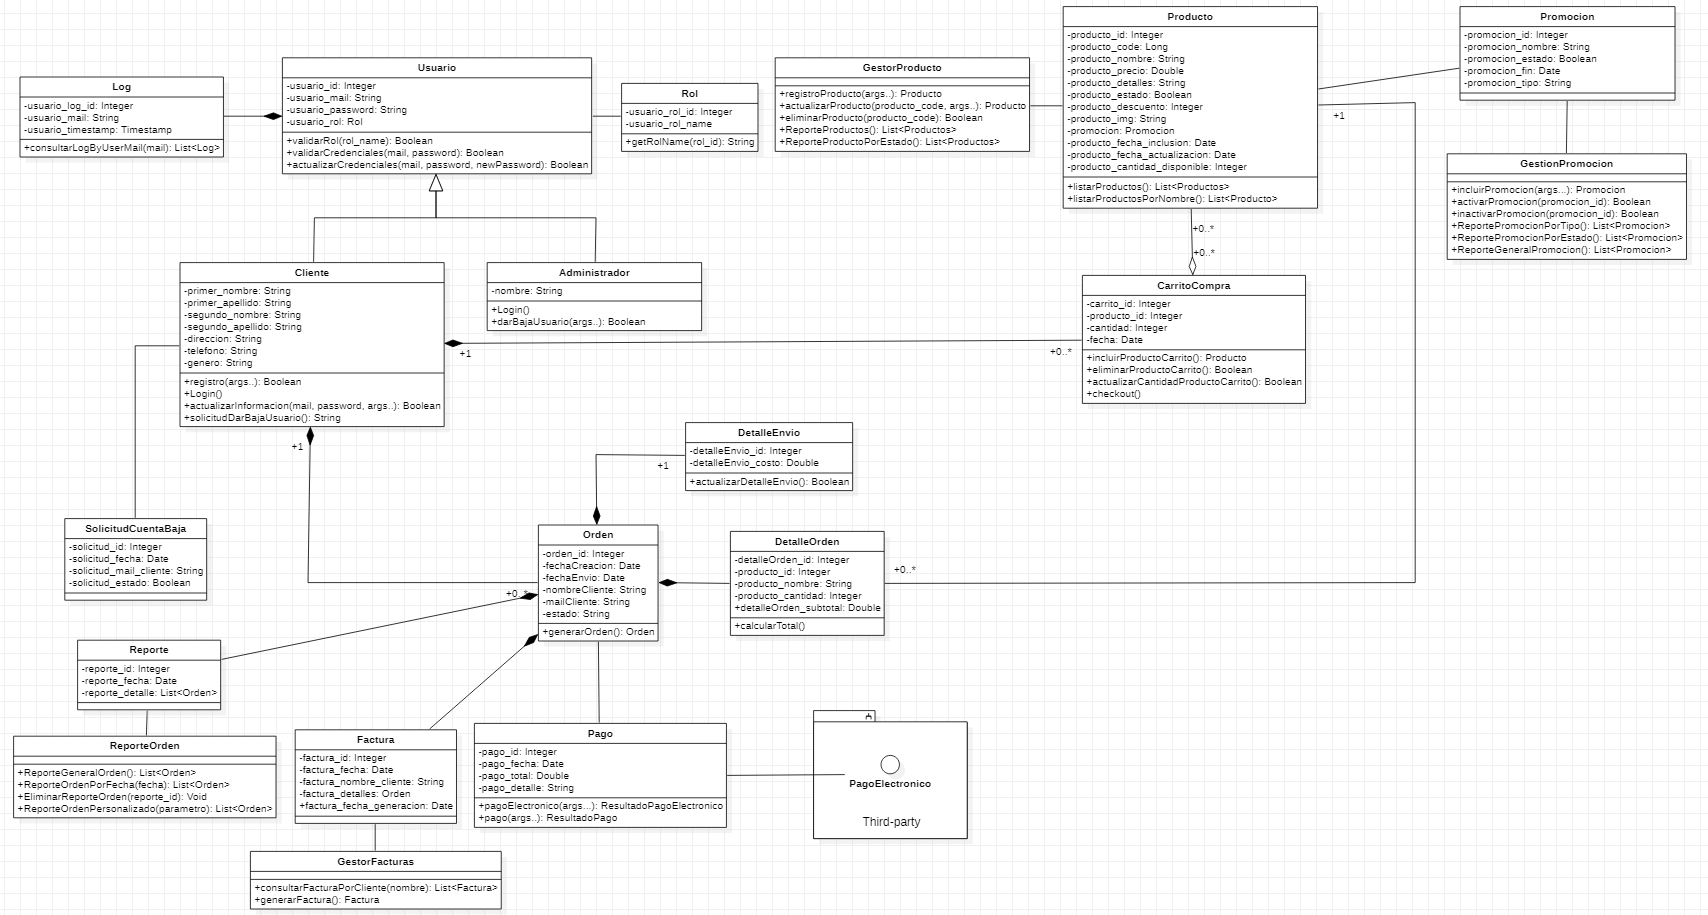 Log
-usuario_log_id: Integer
-usuario_mail: String
-usuario_timestamp: Timestamp
+consultarLogByUserMail(mail): List<Log>
Usuario
-usuario_id: Integer
-usuario_mail: String
-usuario_password: String
-usuario_rol: Rol
+validarRol(rol_name): Boolean
+validarCredenciales(mail, password): Boolean
+actualizarCredenciales(mail, password, newPassword): Boolean
Rol
-usuario_rol_id: Integer
-usuario_rol_name
+getRolName(rol_id): String
GestorProducto
+registroProducto(args..): Producto
+actualizarProducto(producto_code, args..): Producto
+eliminarProducto(producto_code): Boolean
+ReporteProductos(): List<Productos>
+ReporteProductoPorEstado(): List<Productos>
Producto
-producto_id: Integer
-producto_code: Long
-producto_nombre: String
-producto_precio: Double
-producto_detalles: String
-producto_estado: Boolean
-producto_descuento: Integer
-producto_img: String
-promocion: Promocion
-producto_fecha_inclusion: Date
-producto_fecha_actualizacion: Date
-producto_cantidad_disponible: Integer
+listarProductos(): List<Productos>
+listarProductosPorNombre(): List<Producto>
Promocion
-promocion_id: Integer
-promocion_nombre: String
-promocion_estado: Boolean
-promocion_fin: Date
-promocion_tipo: String
+1
GestionPromocion
+incluirPromocion(args...): Promocion
+activarPromocion(promocion_id): Boolean
+inactivarPromocion(promocion_id): Boolean
+ReportePromocionPorTipo(): List<Promocion>
+ReportePromocionPorEstado(): List<Promocion>
+ReporteGeneralPromocion(): List<Promocion>
+0..*
+0..*
Cliente
-primer_nombre: String
-primer_apellido: String
-segundo_nombre: String
-segundo_apellido: String
-direccion: String
-telefono: String
-genero: String
+registro(args..): Boolean
+Login()
+actualizarInformacion(mail, password, args..): Boolean
+solicitudDarBajaUsuario(): String
Administrador
-nombre: String
+Login()
+darBajaUsuario(args..): Boolean
CarritoCompra
-carrito_id: Integer
-producto_id: Integer
-cantidad: Integer
-fecha: Date
+incluirProductoCarrito(): Producto
+eliminarProductoCarrito(): Boolean
+actualizarCantidadProductoCarrito(): Boolean
+checkout()
+1
+0..*
+1
DetalleEnvio
-detalleEnvio_id: Integer
-detalleEnvio_costo: Double
+actualizarDetalleEnvio(): Boolean
+1
SolicitudCuentaBaja
-solicitud_id: Integer
-solicitud_fecha: Date
-solicitud_mail_cliente: String
-solicitud_estado: Boolean
Orden
-orden_id: Integer
-fechaCreacion: Date
-fechaEnvio: Date
-nombreCliente: String
-mailCliente: String
-estado: String
+generarOrden(): Orden
+0..*
DetalleOrden
-detalleOrden_id: Integer
-producto_id: Integer
-producto_nombre: String
-producto_cantidad: Integer
+detalleOrden_subtotal: Double
+calcularTotal()
+0..*
Reporte
-reporte_id: Integer
-reporte_fecha: Date
-reporte_detalle: List<Orden>
ReporteOrden
+ReporteGeneralOrden(): List<Orden>
+ReporteOrdenPorFecha(fecha): List<Orden>
+EliminarReporteOrden(reporte_id): Void
+ReporteOrdenPersonalizado(parametro): List<Orden>
Factura
-factura_id: Integer
-factura_fecha: Date
-factura_nombre_cliente: String
-factura_detalles: Orden
+factura_fecha_generacion: Date
Pago
-pago_id: Integer
-pago_fecha: Date
-pago_total: Double
-pago_detalle: String
+pagoElectronico(args...): ResultadoPagoElectronico
+pago(args..): ResultadoPago
PagoElectronico
Third-party
GestorFacturas
+consultarFacturaPorCliente(nombre): List<Factura>
+generarFactura(): Factura